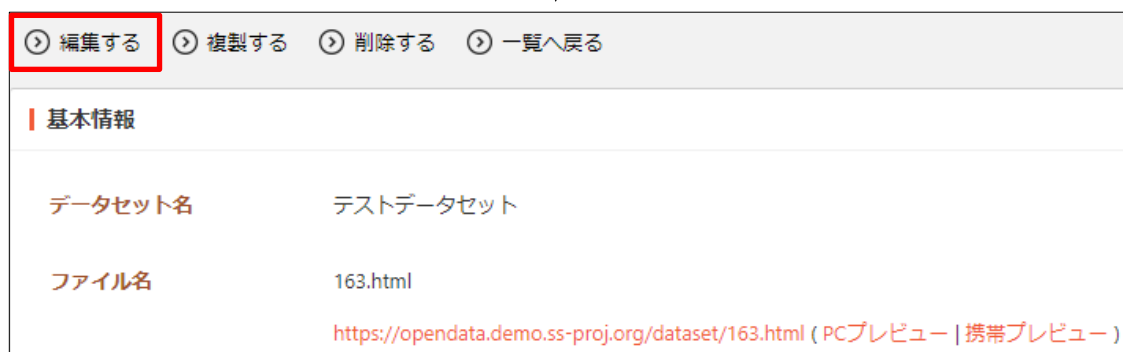 編集する 複製する 削除する 一覧へ戻る
基本情報
データセット名 テストデータセット
ファイル名 163.html
https://opendata.demo.ss-proj.org/dataset/163.html ( PCプレビュー | 携帯プレビュー )